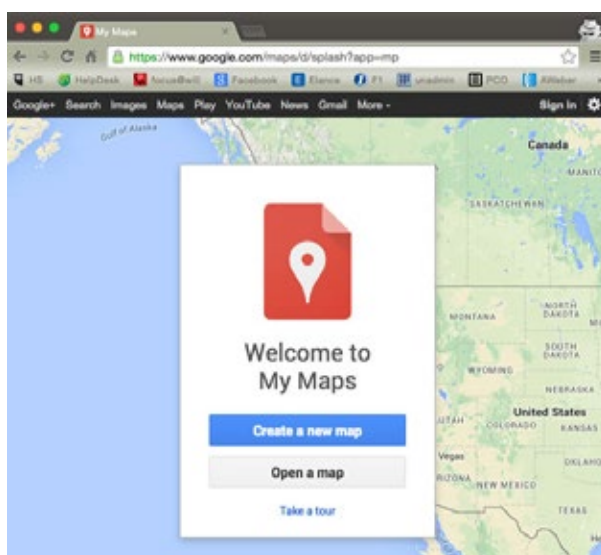 My Maps
https://www.google.com/maps/d/splash?app=mp
HS HelpDesk focus@will Facebook Elance F1 unadmin PCO AWeber
Google+ Search Images Maps Play YouTube News Gmail More Sign in
Gulf of Alaska
Canada
SASKATCHEWAN
Welcome to
My Maps
MONTANA
NORTH
DAKOTA
SOUTH
DAKOTA
WYOMING
NEBRASKA
Create a new map
United States
UTAH COLORADO KANSAS
Open a map
Vegas
NEW MEXICO
TEXAS
Take a tour